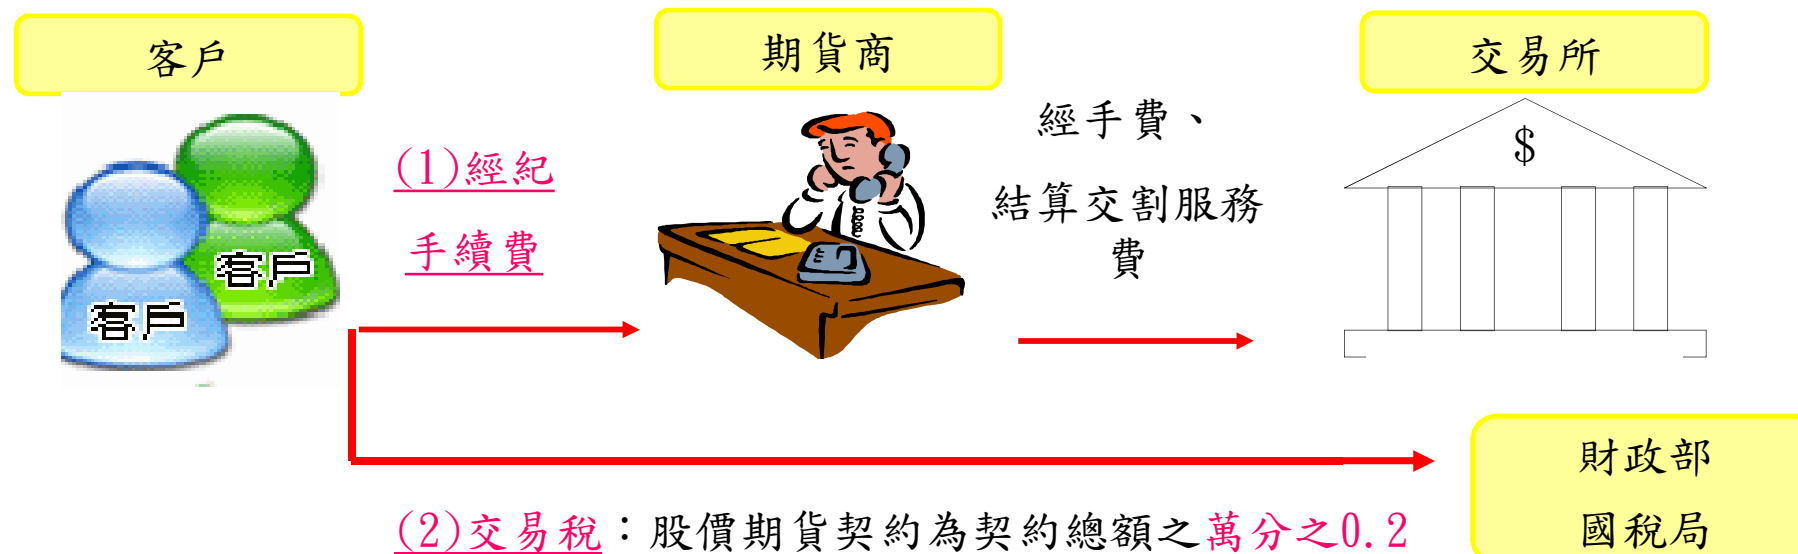 客戶
期貨商
交易所
客戶
客戶
(1)經紀
手續費
經手費、
結算交割服務
費
$
財政部
國稅局
(2)交易稅：股價期貨契約為契約總額之萬分之0.2